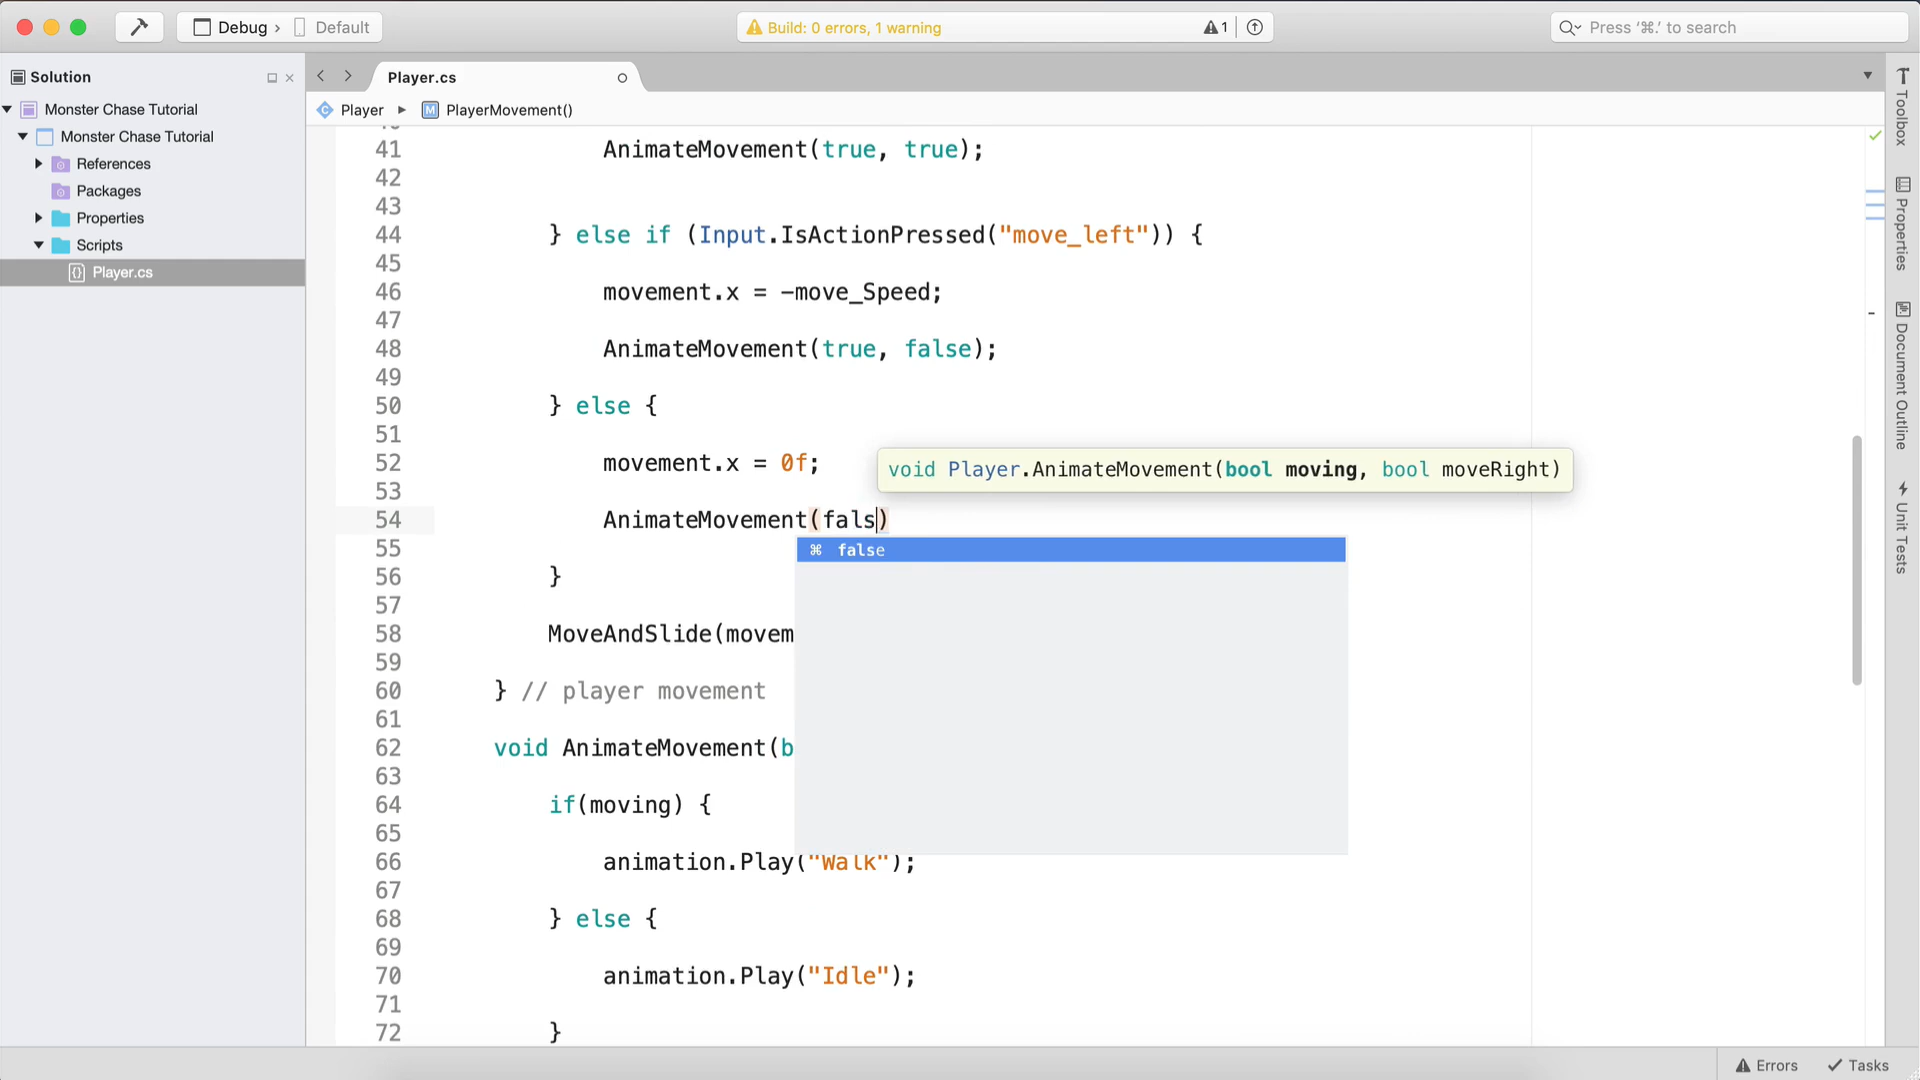 Debug › Default
Build: 0 errors, 1 warning
1
Press '⌘.' to search
Solution
Monster Chase Tutorial
Monster Chase Tutorial
References
Packages
Properties
Scripts
Player.cs
Player.cs
Player ▸ PlayerMovement()
41 AnimateMovement(true, true);
42
43
44 } else if (Input.IsActionPressed("move_left")) {
45
46 movement.x = -move_Speed;
47
48 AnimateMovement(true, false);
49
50 } else {
51
52 movement.x = 0f;
void Player.AnimateMovement(bool moving, bool moveRight)
53
54 AnimateMovement(fals)
⌘ false
55
56 }
57
58 MoveAndSlide(movem
59
60 } // player movement
61
62 void AnimateMovement(b
63
64 if(moving) {
65
66 animation.Play("Walk");
67
68 } else {
69
70 animation.Play("Idle");
71
72 }
Toolbox
Properties
Document Outline
Unit Tests
Errors
Tasks